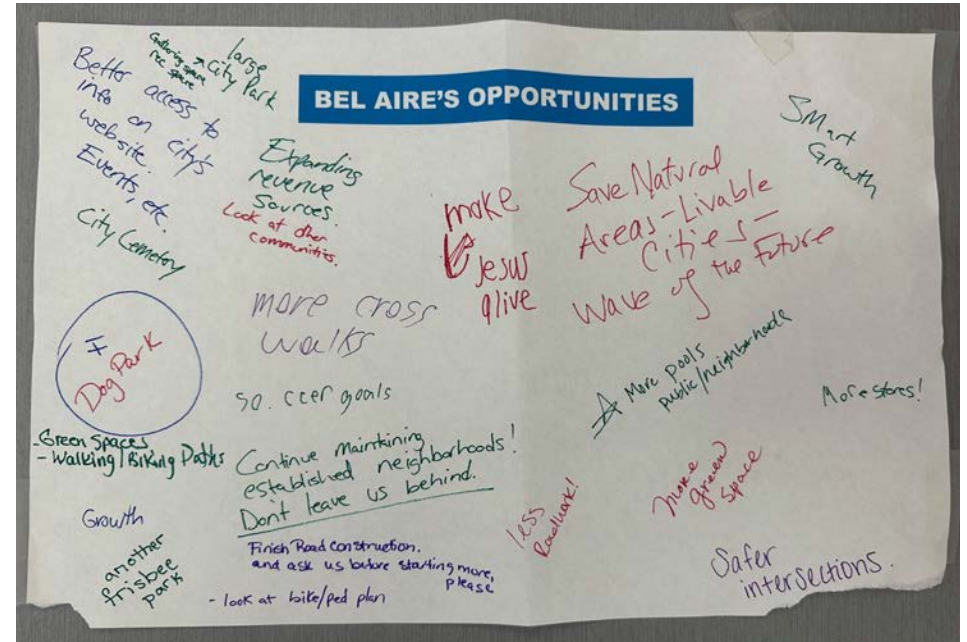 BEL AIRE'S OPPORTUNITIES
large
City Park
Gathering space
rec space
Better access to
info on city's
website.
Events, etc.
City Cemetery
Expanding
revenue
Sources.
Look at other
communities.
make
Jesus
alive
Save Natural
Areas-Livable
Cities-
Wave of the Future
Smart
Growth
more cross
walks
Dog Park
so. ccer goals
More pools
public/neighborhoods
More stores!
-Green Spaces
- Walking/Biking Paths
Continue maintining
established neighborhoods!
Don't leave us behind.
more
green
space
less
Roadwork!
Growth
another
frisbee
park
Finish Road Construction.
and ask us before starting more,
please
- look at bike/ped plan
Safer
intersections.